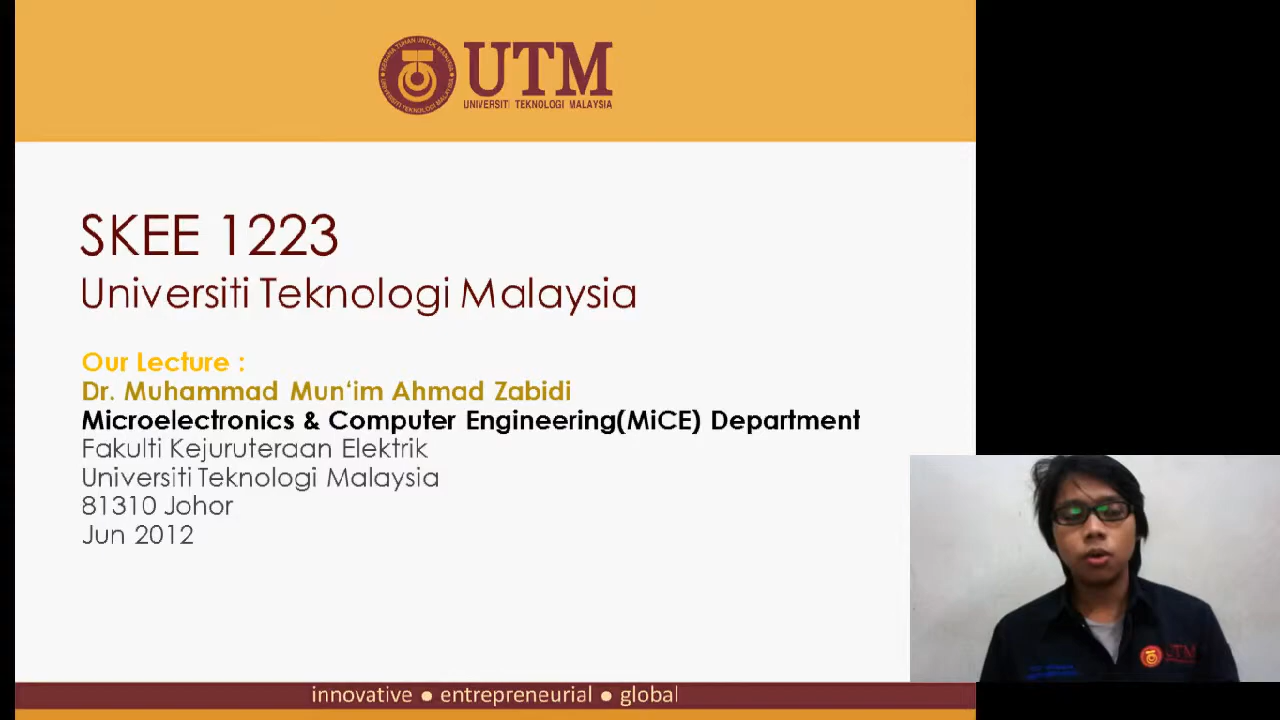 UTM
UNIVERSITI TEKNOLOGI MALAYSIA
SKEE 1223
Universiti Teknologi Malaysia
Our Lecture :
Dr. Muhammad Mun‘im Ahmad Zabidi
Microelectronics & Computer Engineering(MiCE) Department
Fakulti Kejuruteraan Elektrik
Universiti Teknologi Malaysia
81310 Johor
Jun 2012
UTM
innovative ● entrepreneurial ● global